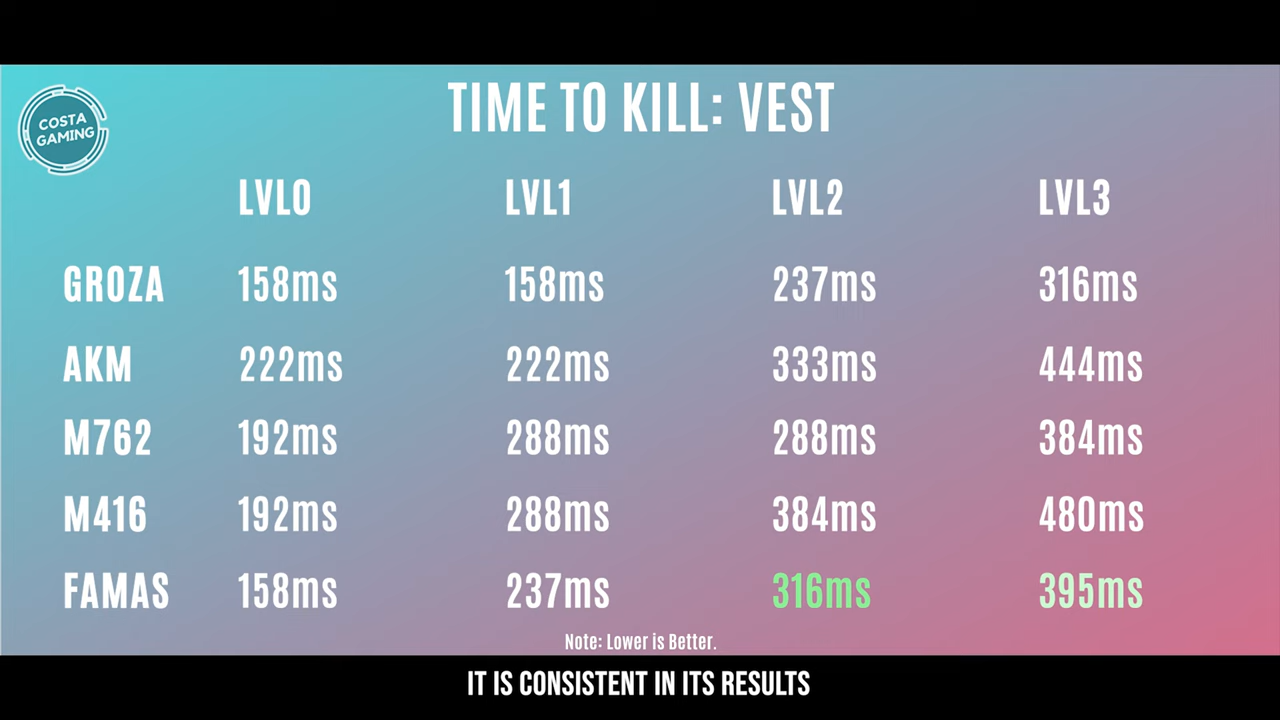 COSTA
GAMING
TIME TO KILL: VEST
LVL0 LVL1 LVL2 LVL3
GROZA 158ms 158ms 237ms 316ms
AKM 222ms 222ms 333ms 444ms
M762 192ms 288ms 288ms 384ms
M416 192ms 288ms 384ms 480ms
FAMAS 158ms 237ms 316ms 395ms
Note: Lower is Better.
IT IS CONSISTENT IN ITS RESULTS